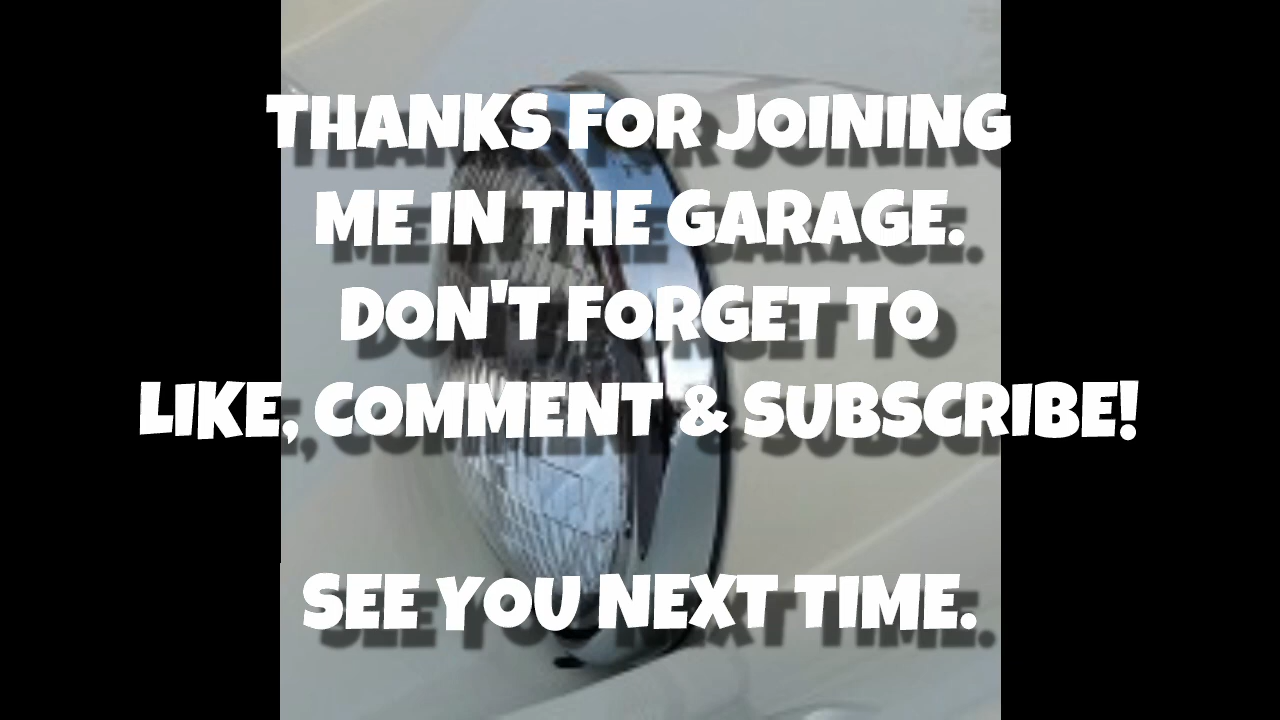 THANKS FOR JOINING
ME IN THE GARAGE.
DON'T FORGET TO
LIKE, COMMENT & SUBSCRIBE!
SEE YOU NEXT TIME.